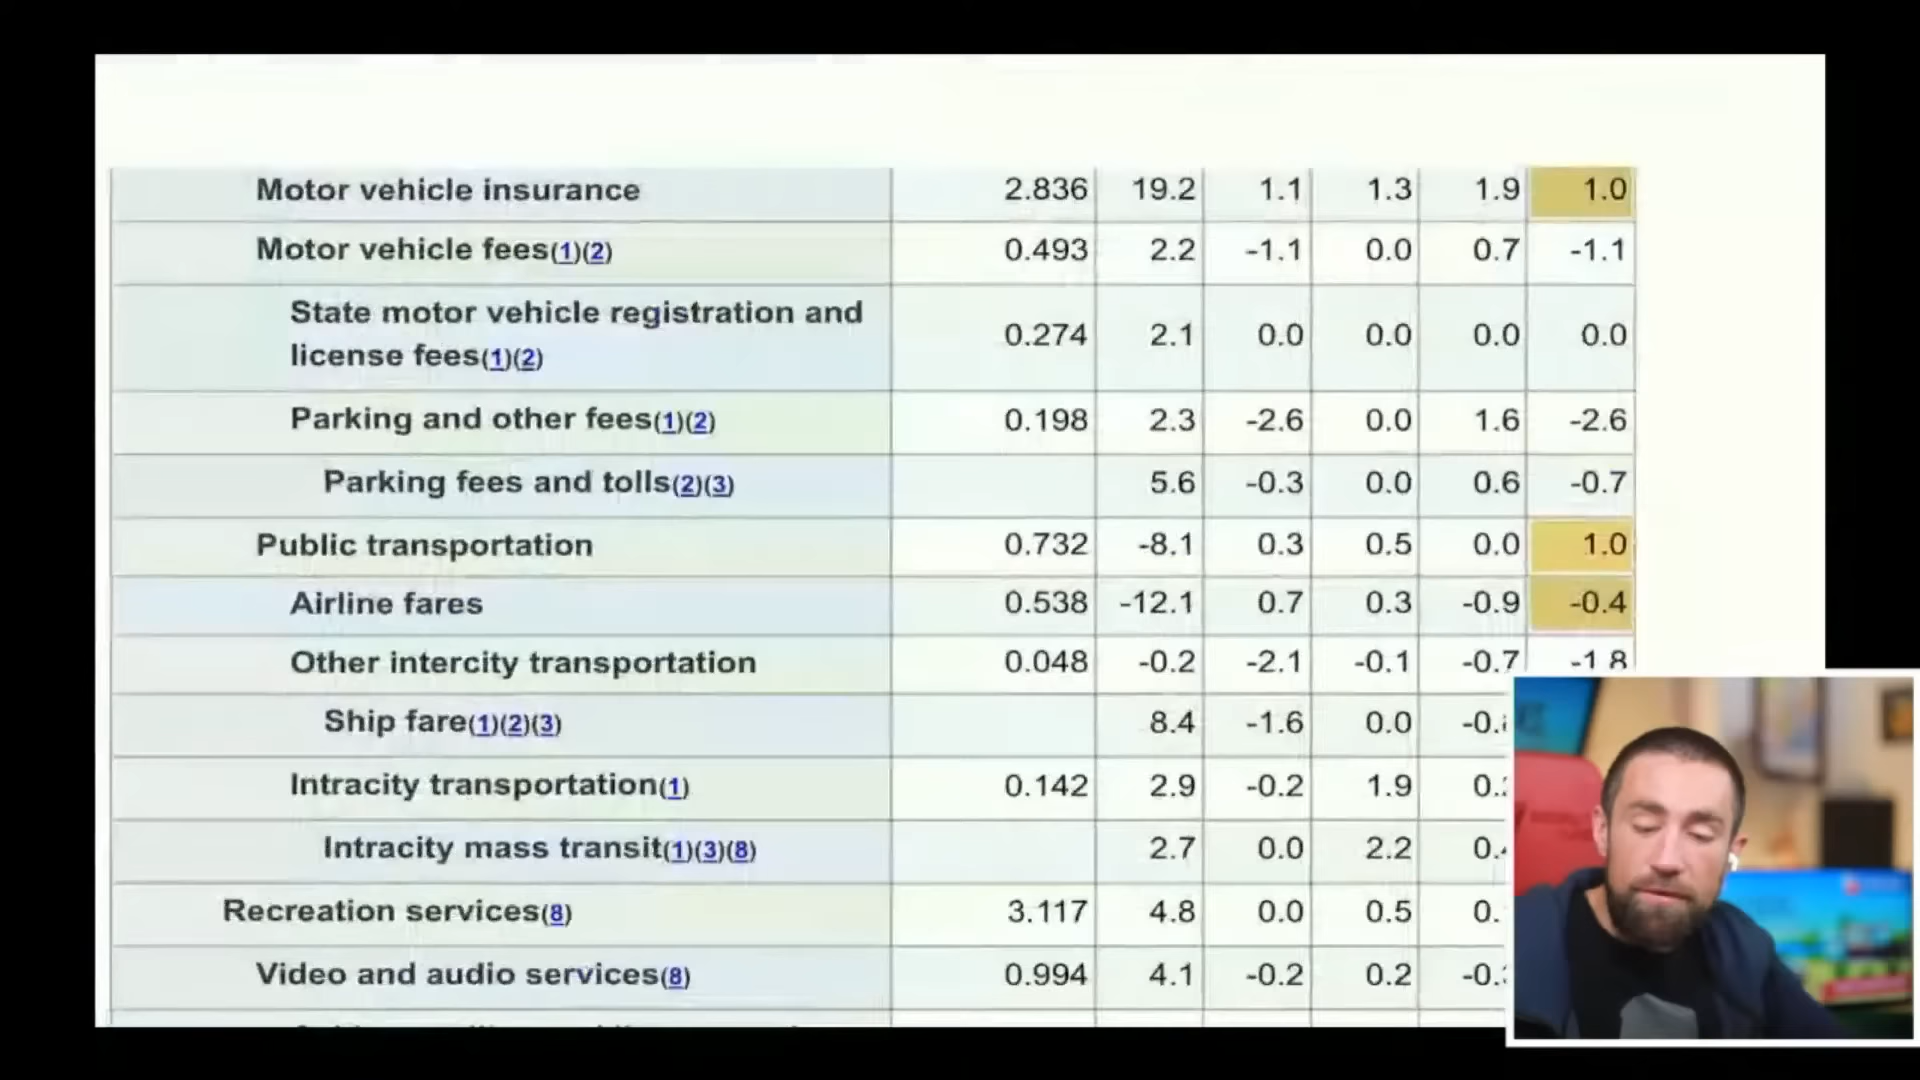 Motor vehicle insurance 2.836 19.2 1.1 1.3 1.9 1.0
Motor vehicle fees(1)(2) 0.493 2.2 -1.1 0.0 0.7 -1.1
State motor vehicle registration and
license fees(1)(2) 0.274 2.1 0.0 0.0 0.0 0.0
Parking and other fees(1)(2) 0.198 2.3 -2.6 0.0 1.6 -2.6
Parking fees and tolls(2)(3) 5.6 -0.3 0.0 0.6 -0.7
Public transportation 0.732 -8.1 0.3 0.5 0.0 1.0
Airline fares 0.538 -12.1 0.7 0.3 -0.9 -0.4
Other intercity transportation 0.048 -0.2 -2.1 -0.1 -0.7 -1.8
Ship fare(1)(2)(3) 8.4 -1.6 0.0
Intracity transportation(1) 0.142 2.9 -0.2 1.9
Intracity mass transit(1)(3)(8) 2.7 0.0 2.2
Recreation services(8) 3.117 4.8 0.0 0.5
Video and audio services(8) 0.994 4.1 -0.2 0.2